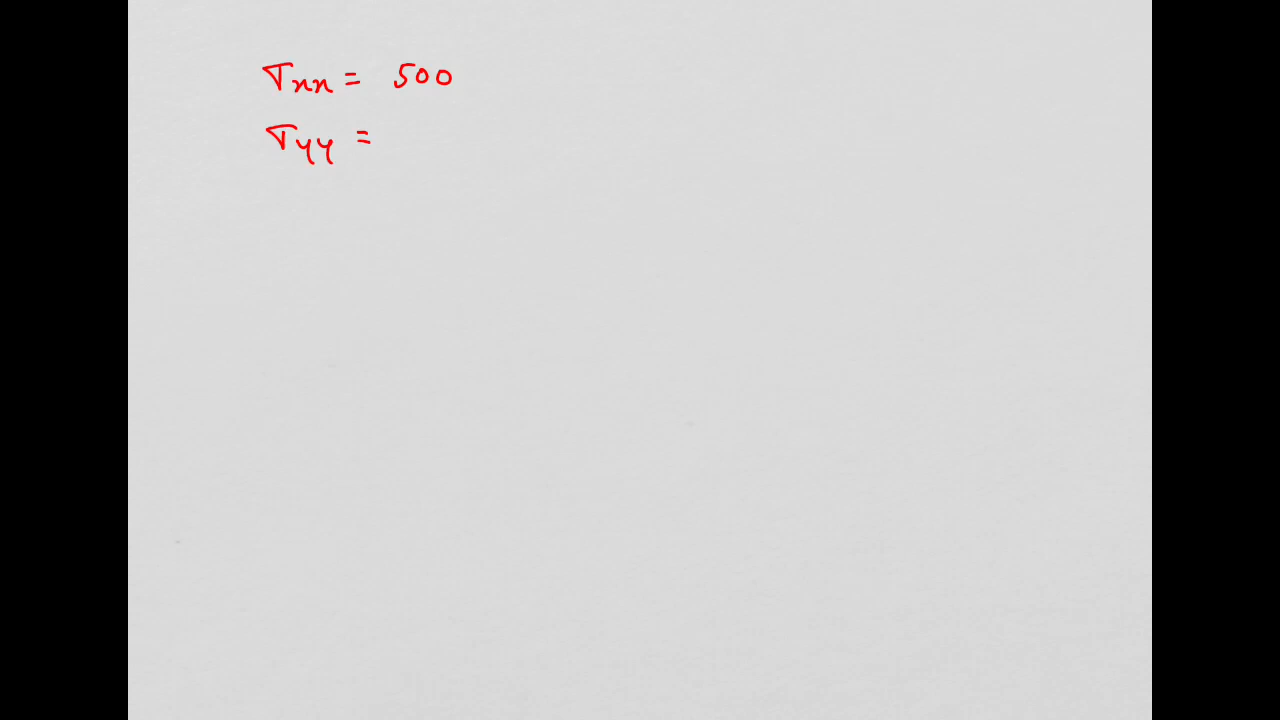 σxx = 500
σyy =